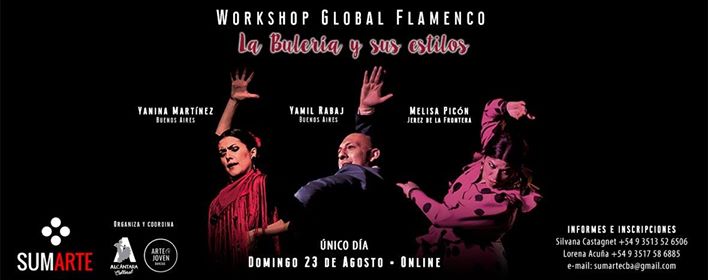 WORKSHOP GLOBAL FLAMENCO
La Bulería y sus estilos
YANINA MARTÍNEZ
BUENOS AIRES
YAMIL RABAJ
BUENOS AIRES
MELISA PICÓN
JEREZ DE LA FRONTERA
ORGANIZA Y COORDINA
SUMARTE
ALCÁNTARA
Cultural
ARTE JOVEN
ÚNICO DÍA
DOMINGO 23 DE AGOSTO - ONLINE
INFORMES E INSCRIPCIONES
Silvana Castagnet +54 9 3513 52 6506
Lorena Acuña +54 9 3517 58 6885
e-mail: sumartecba@gmail.com